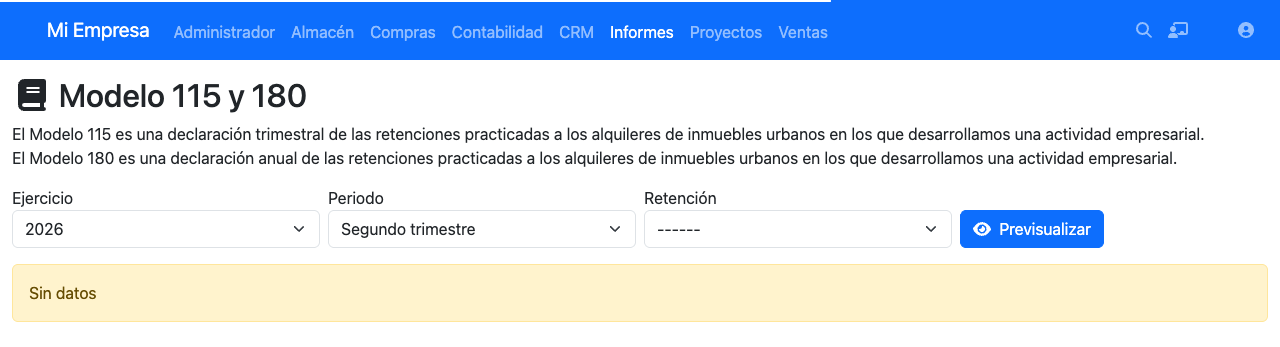 Mi Empresa Administrador Almacén Compras Contabilidad CRM Informes Proyectos Ventas
Modelo 115 y 180
El Modelo 115 es una declaración trimestral de las retenciones practicadas a los alquileres de inmuebles urbanos en los que desarrollamos una actividad empresarial.
El Modelo 180 es una declaración anual de las retenciones practicadas a los alquileres de inmuebles urbanos en los que desarrollamos una actividad empresarial.
Ejercicio Periodo Retención
2026 Segundo trimestre ------ Previsualizar
Sin datos